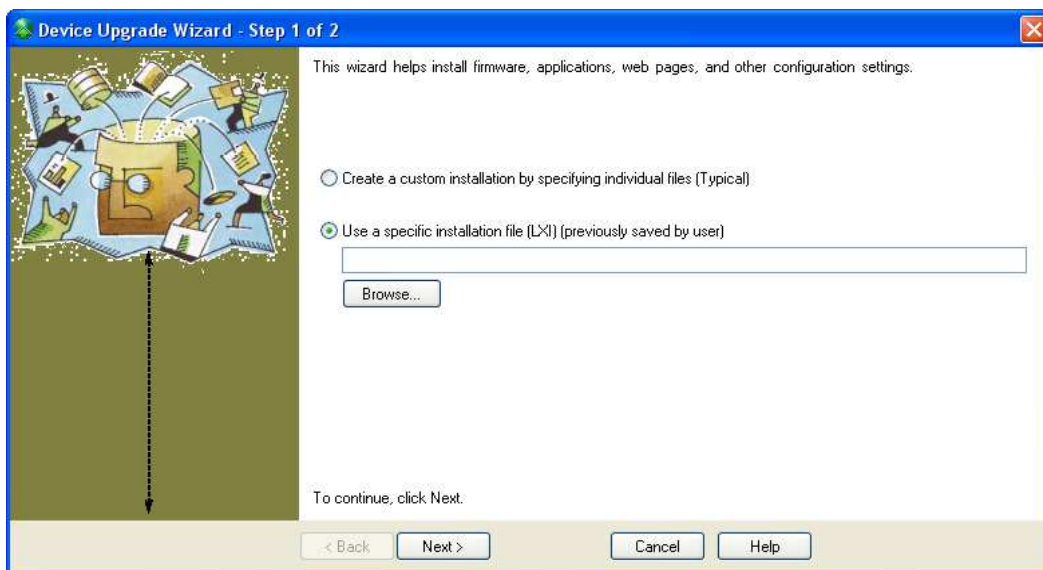 Device Upgrade Wizard - Step 1 of 2
This wizard helps install firmware, applications, web pages, and other configuration settings.
Create a custom installation by specifying individual files (Typical)
Use a specific installation file (LXI) (previously saved by user)
Browse...
To continue, click Next.
< Back Next > Cancel Help